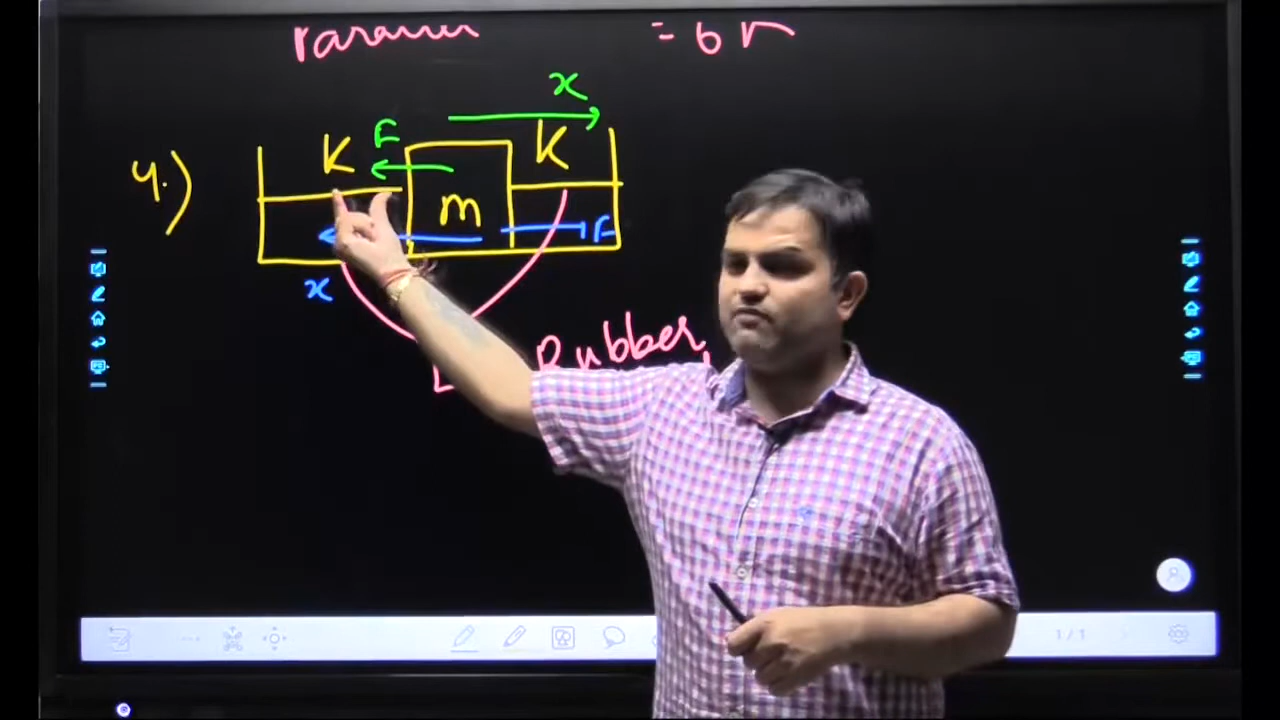 = 6
x
4.) K F K
m F
x
Rubber
1 / 1